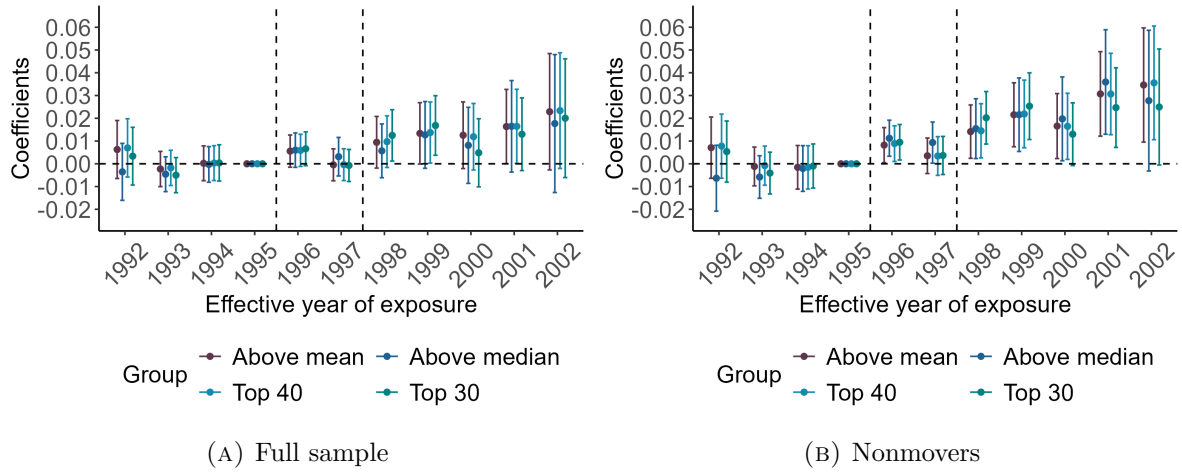 Coefficients
0.06
0.05
0.04
0.03
0.02
0.01
0.00
-0.01
-0.02
1992 1993 1994 1995 1996 1997 1998 1999 2000 2001 2002
Effective year of exposure
Group
Above mean
Above median
Top 40
Top 30
(A) Full sample
Coefficients
0.06
0.05
0.04
0.03
0.02
0.01
0.00
-0.01
-0.02
1992 1993 1994 1995 1996 1997 1998 1999 2000 2001 2002
Effective year of exposure
Group
Above mean
Above median
Top 40
Top 30
(B) Nonmovers